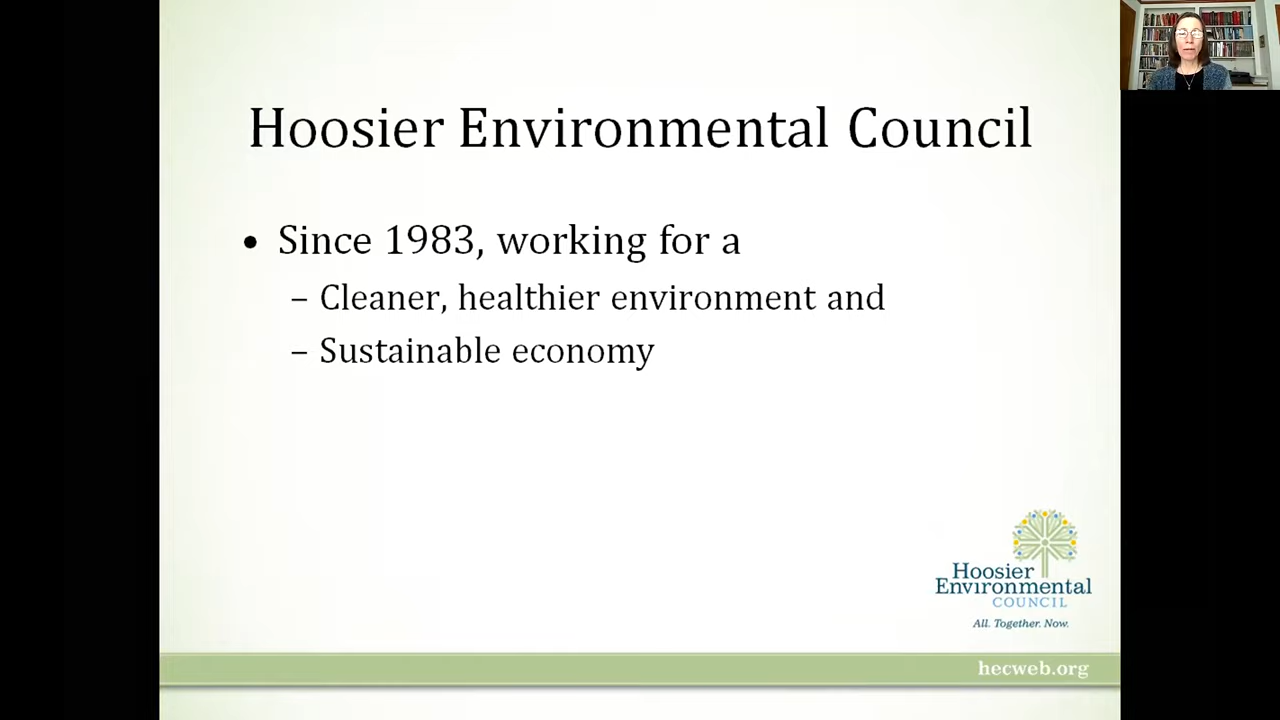 Hoosier Environmental Council
• Since 1983, working for a
– Cleaner, healthier environment and
– Sustainable economy
Hoosier
Environmental
COUNCIL
All. Together. Now.
hecweb.org